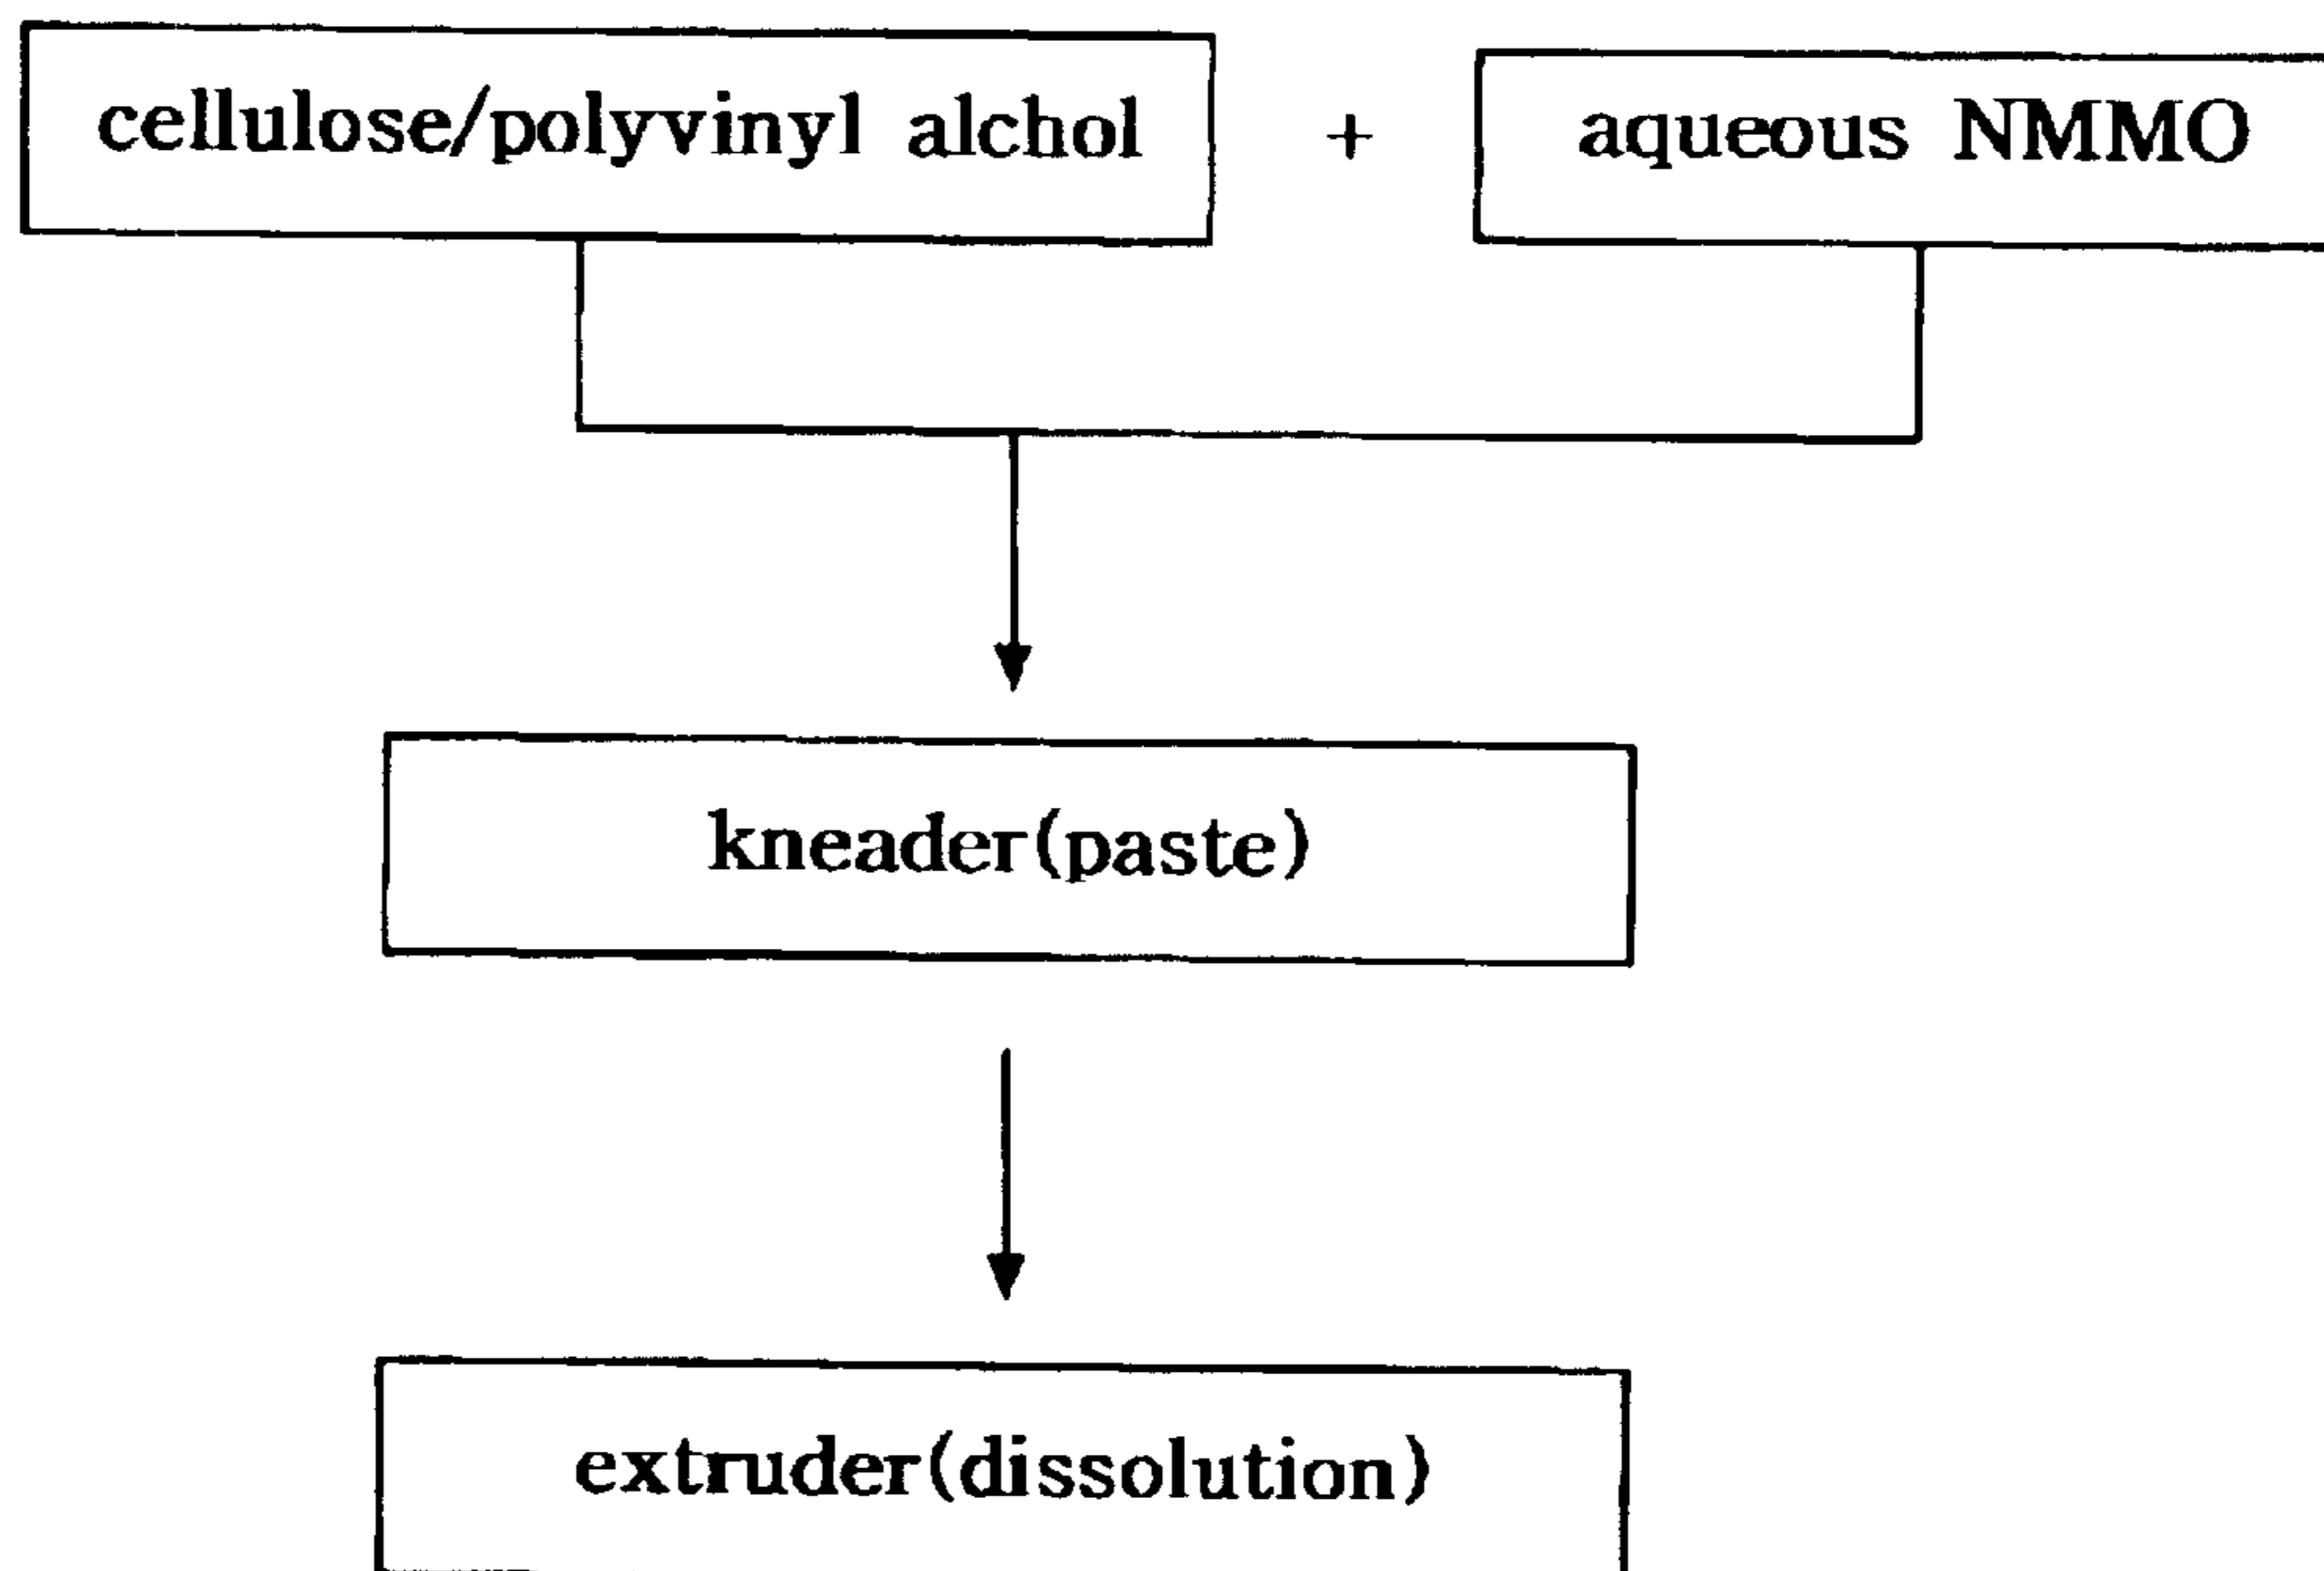 cellulose/polyvinyl alchol + aqueous NMMO
kneader(paste)
extruder(dissolution)